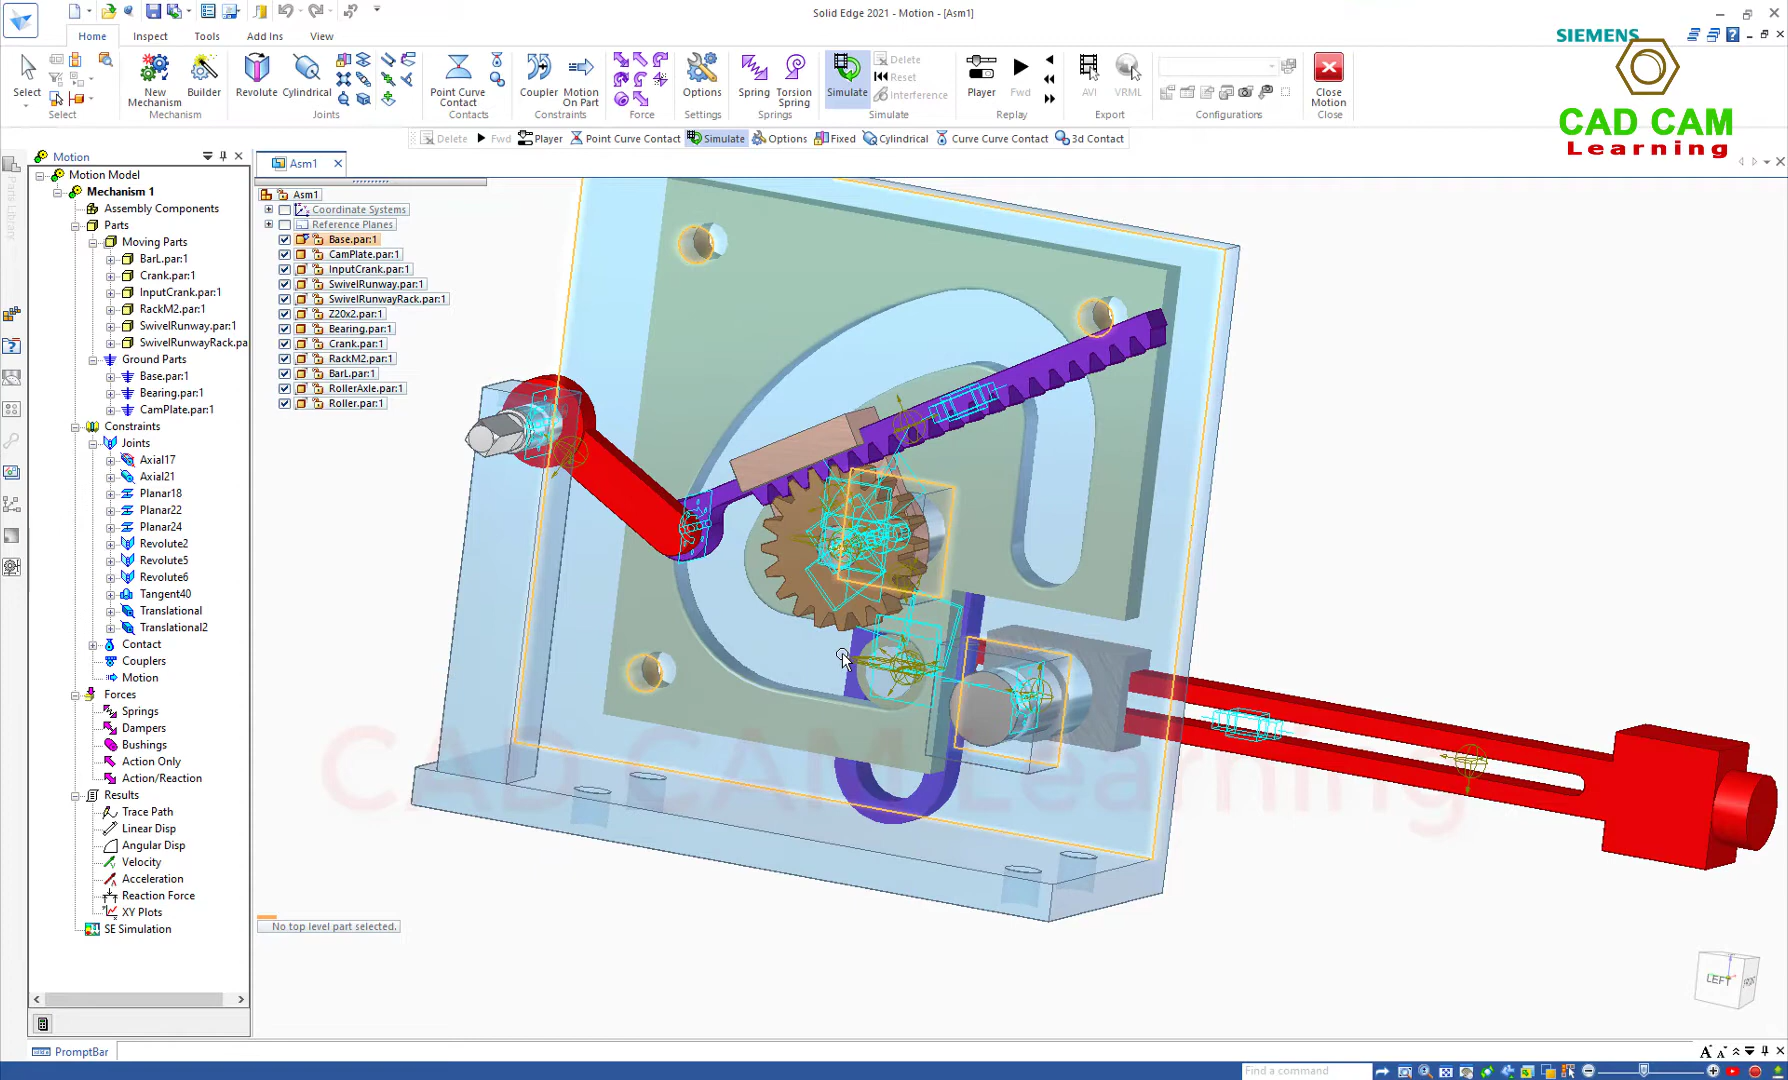 Solid Edge 2021 - Motion - [Asm1]
Home
Inspect
Tools
Add Ins
View
SIEMENS
CAD CAM
Learning
Select
New Mechanism
Builder
Revolute
Cylindrical
Point Curve Contact
Coupler
Motion On Part
Options
Spring
Torsion Spring
Simulate
Delete
Reset
Interference
Player
Fwd
AVI
VRML
Close Motion
Select
Mechanism
Joints
Contacts
Constraints
Force
Settings
Springs
Simulate
Replay
Export
Configurations
Close
Delete
Fwd
Player
Point Curve Contact
Simulate
Options
Fixed
Cylindrical
Curve Curve Contact
3d Contact
Motion
Asm1
Motion Model
Mechanism 1
Assembly Components
Parts
Moving Parts
BarL.par:1
Crank.par:1
InputCrank.par:1
RackM2.par:1
SwivelRunway.par:1
SwivelRunwayRack.pa
Ground Parts
Base.par:1
Bearing.par:1
CamPlate.par:1
Constraints
Joints
Axial17
Axial21
Planar18
Planar22
Planar24
Revolute2
Revolute5
Revolute6
Tangent40
Translational
Translational2
Contact
Couplers
Motion
Forces
Springs
Dampers
Bushings
Action Only
Action/Reaction
Results
Trace Path
Linear Disp
Angular Disp
Velocity
Acceleration
Reaction Force
XY Plots
SE Simulation
Asm1
Coordinate Systems
Reference Planes
Base.par:1
CamPlate.par:1
InputCrank.par:1
SwivelRunway.par:1
SwivelRunwayRack.par:1
Z20x2.par:1
Bearing.par:1
Crank.par:1
RackM2.par:1
BarL.par:1
RollerAxle.par:1
Roller.par:1
CAD CAM Learning
No top level part selected.
LEFT
PromptBar
Find a command